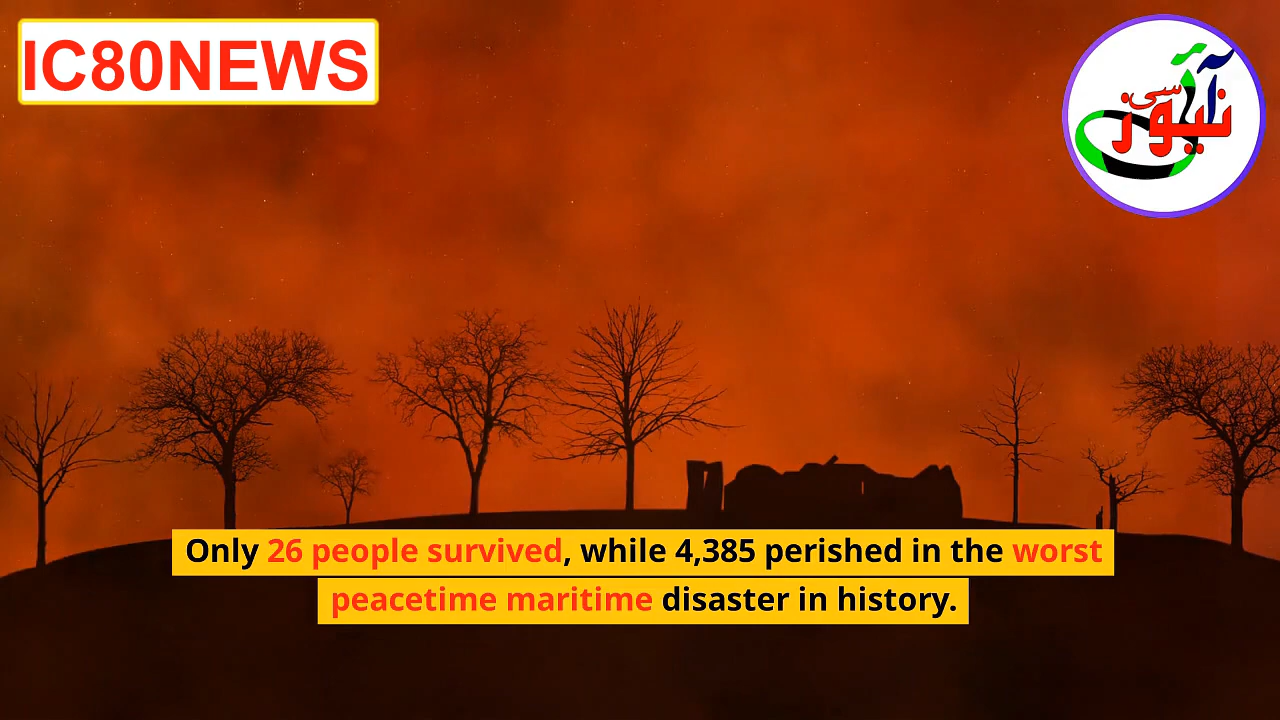 IC80NEWS
آئی سی
نیوز
Only 26 people survived, while 4,385 perished in the worst
peacetime maritime disaster in history.